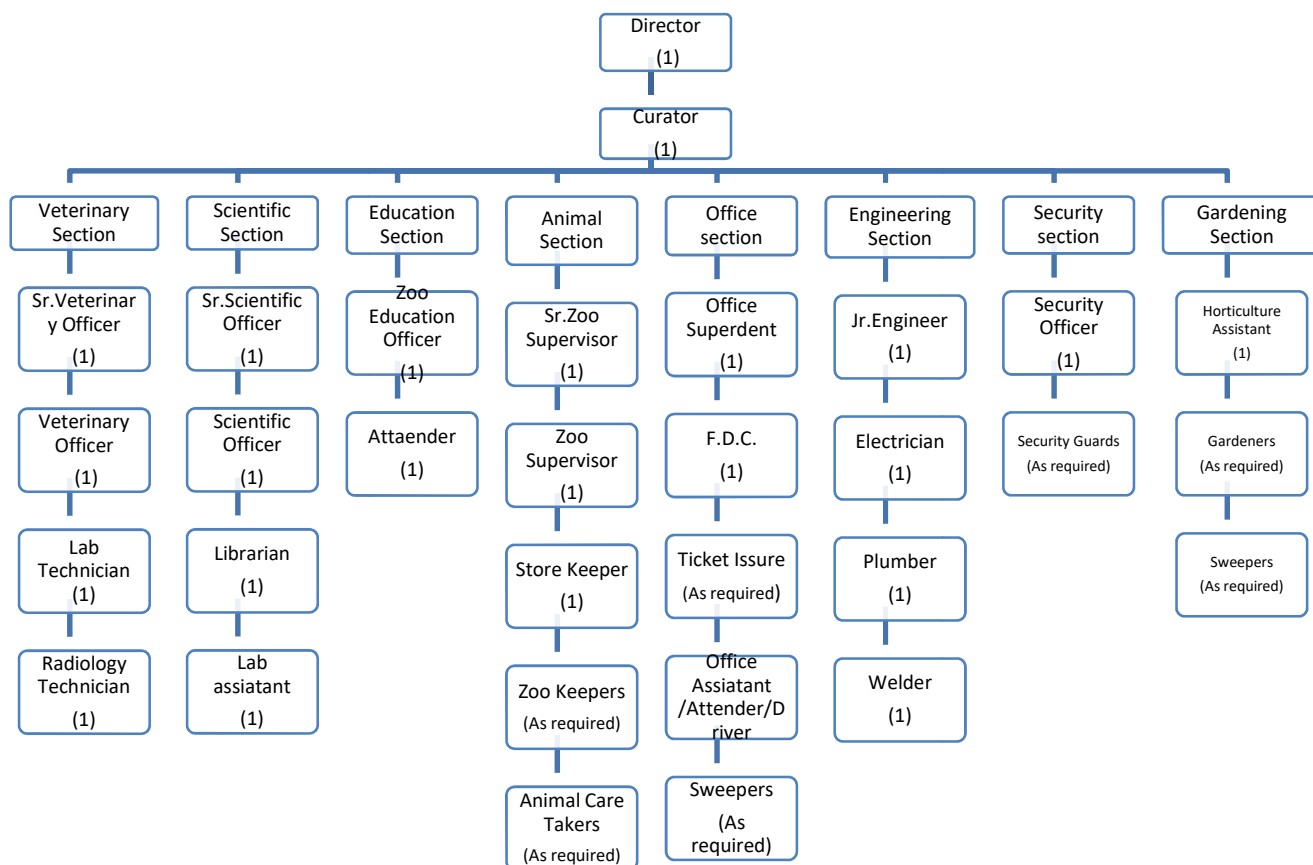 Director
(1)
Curator
(1)
Veterinary
Section
Scientific
Section
Education
Section
Animal
Section
Office
section
Engineering
Section
Security
section
Gardening
Section
Sr.Veterinar
y Officer
(1)
Sr.Scientific
Officer
(1)
Zoo
Education
Officer
(1)
Sr.Zoo
Supervisor
(1)
Office
Superdent
(1)
Jr.Engineer
(1)
Security
Officer
(1)
Horticulture
Assistant
(1)
Veterinary
Officer
(1)
Scientific
Officer
(1)
Attaender
(1)
Zoo
Supervisor
(1)
F.D.C.
(1)
Electrician
(1)
Security Guards
(As required)
Gardeners
(As required)
Lab
Technician
(1)
Librarian
(1)
Store Keeper
(1)
Ticket Issure
(As required)
Plumber
(1)
Sweepers
(As required)
Radiology
Technician
(1)
Lab
assiatant
(1)
Zoo Keepers
(As required)
Office
Assiatant
/Attender/D
river
Welder
(1)
Animal Care
Takers
(As required)
Sweepers
(As
required)